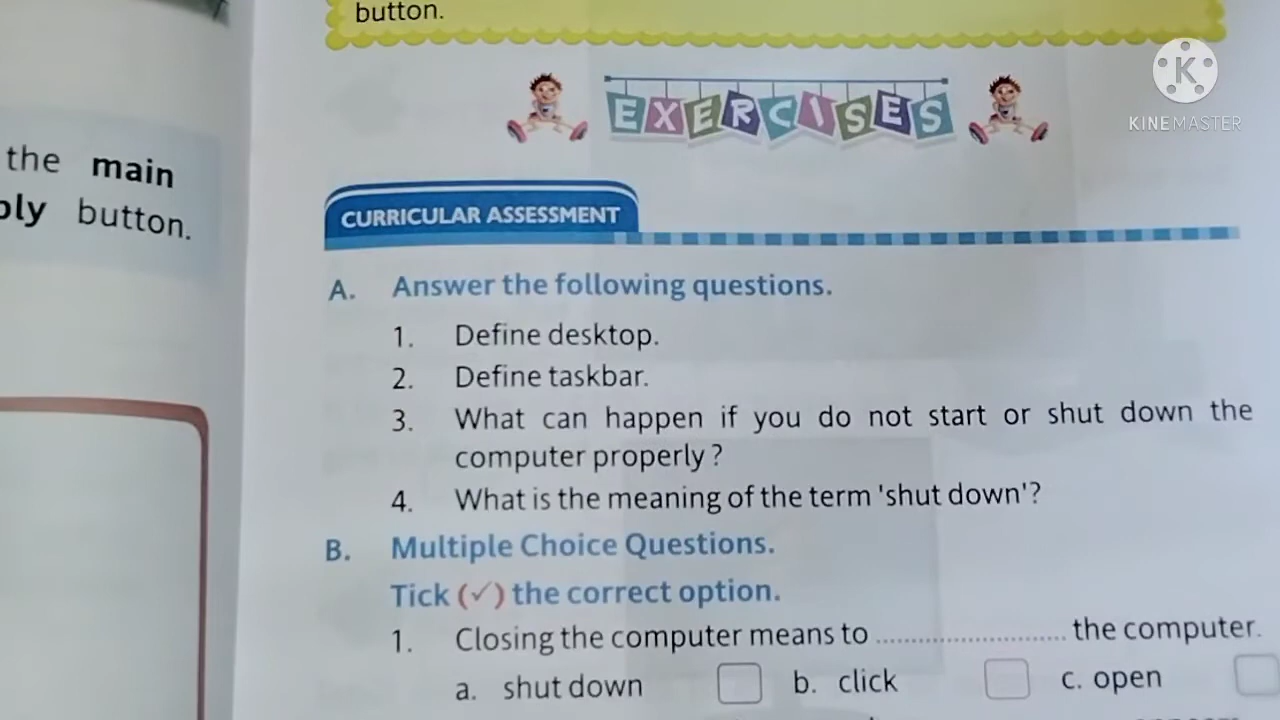 button.
KINEMASTER
EXERCISES
the main
button.
CURRICULAR ASSESSMENT
A. Answer the following questions.
1. Define desktop.
2. Define taskbar.
3. What can happen if you do not start or shut down the
computer properly?
4. What is the meaning of the term 'shut down'?
B. Multiple Choice Questions.
Tick (✓) the correct option.
1. Closing the computer means to ........................... the computer.
a. shut down b. click c. open